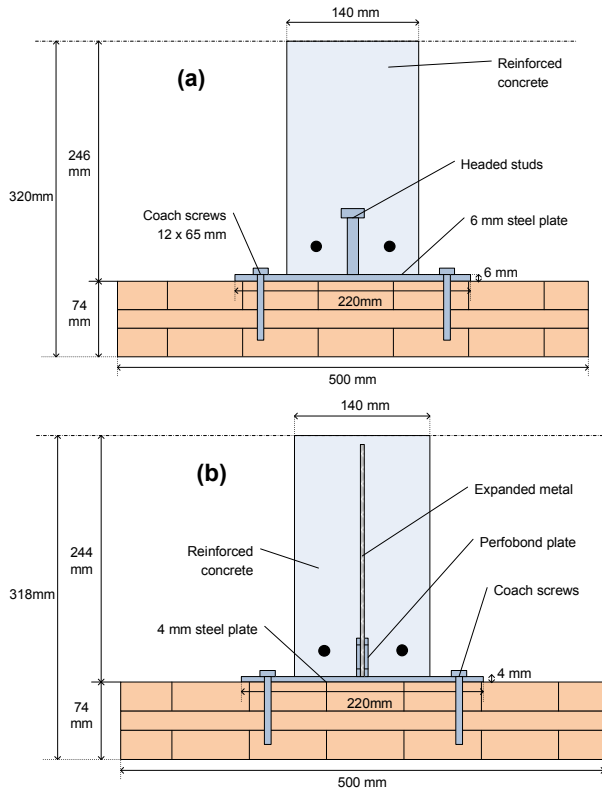 140 mm
(a)
Reinforced
concrete
246
mm
320mm
Headed studs
Coach screws
12 x 65 mm
6 mm steel plate
6 mm
74
mm
220mm
500 mm
140 mm
(b)
Expanded metal
244
mm
Perfobond plate
Reinforced
concrete
318mm
Coach screws
4 mm steel plate
4 mm
74
mm
220mm
500 mm